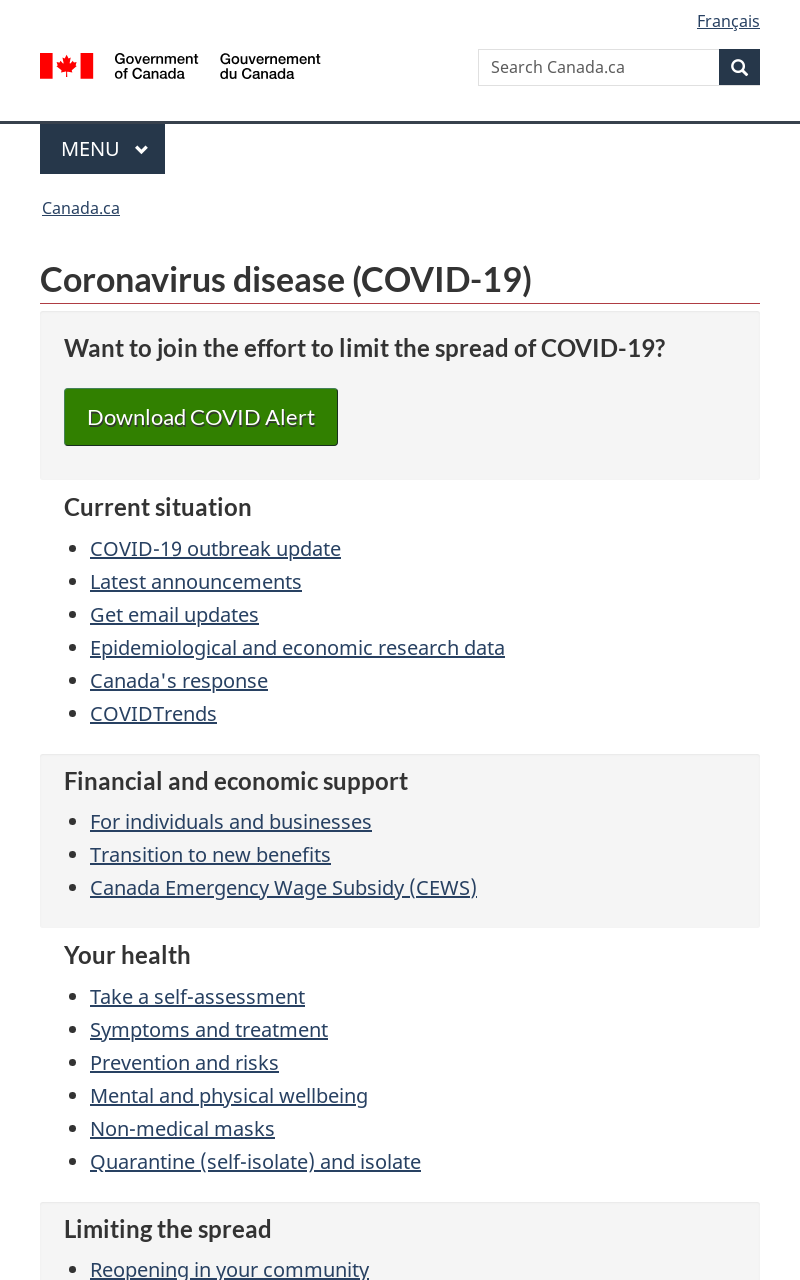 Français
Government
of Canada
Gouvernement
du Canada
Search Canada.ca
MENU
Canada.ca
Coronavirus disease (COVID-19)
Want to join the effort to limit the spread of COVID-19?
Download COVID Alert
Current situation
COVID-19 outbreak update
Latest announcements
Get email updates
Epidemiological and economic research data
Canada's response
COVIDTrends
Financial and economic support
For individuals and businesses
Transition to new benefits
Canada Emergency Wage Subsidy (CEWS)
Your health
Take a self-assessment
Symptoms and treatment
Prevention and risks
Mental and physical wellbeing
Non-medical masks
Quarantine (self-isolate) and isolate
Limiting the spread
Reopening in your community